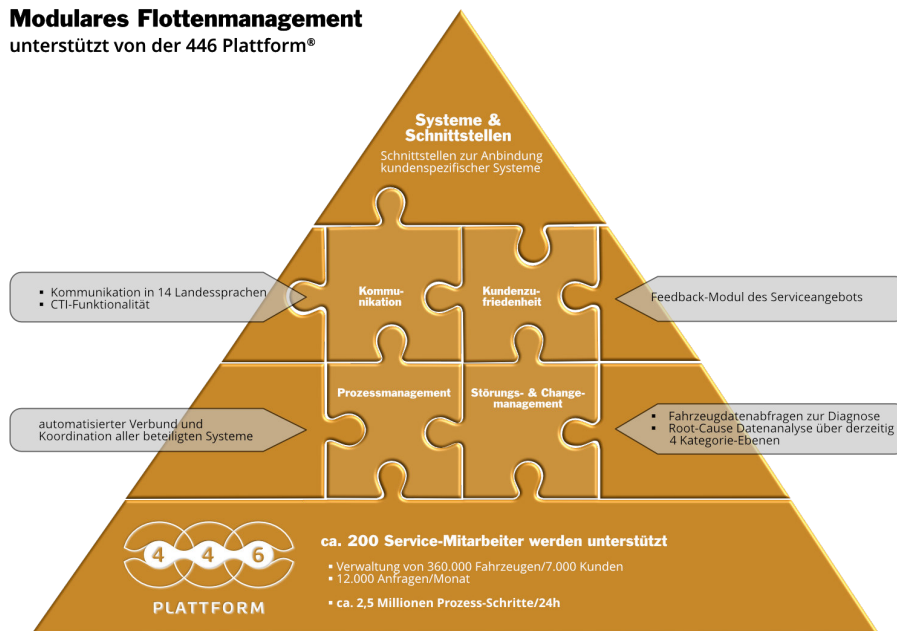 Modulares Flottenmanagement
unterstützt von der 446 Plattform®
Systeme &
Schnittstellen
Schnittstellen zur Anbindung
kundenspezifischer Systeme
▪ Kommunikation in 14 Landessprachen
▪ CTI-Funktionalität
Kommu-
nikation
Kundenzu-
friedenheit
Feedback-Modul des Serviceangebots
automatisierter Verbund und
Koordination aller beteiligten Systeme
Prozessmanagement
Störungs- & Change-
management
▪ Fahrzeugdatenabfragen zur Diagnose
▪ Root-Cause Datenanalyse über derzeitig
4 Kategorie-Ebenen
4 4 6
PLATTFORM
ca. 200 Service-Mitarbeiter werden unterstützt
▪ Verwaltung von 360.000 Fahrzeugen/7.000 Kunden
▪ 12.000 Anfragen/Monat
▪ ca. 2,5 Millionen Prozess-Schritte/24h